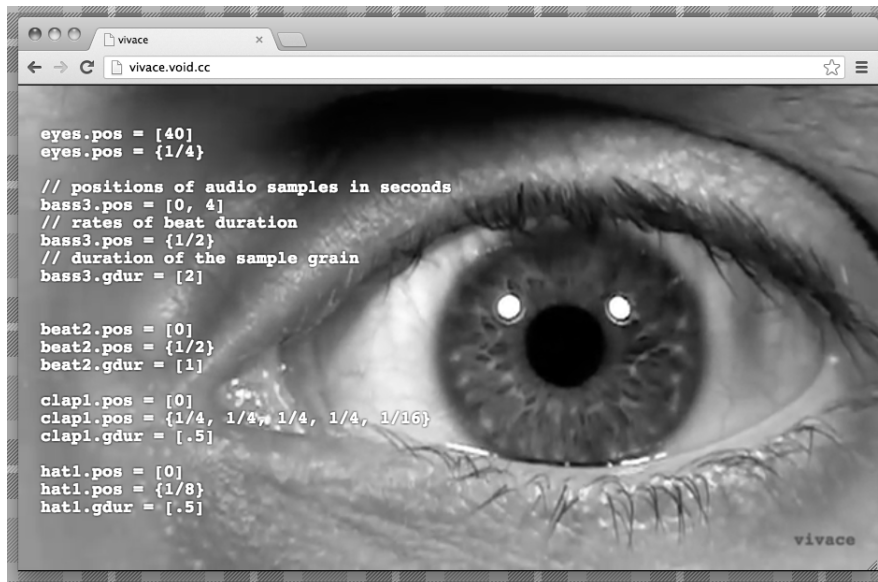 vivace
vivace.void.cc
eyes.pos = [40]
eyes.pos = {1/4}
// positions of audio samples in seconds
bass3.pos = [0, 4]
// rates of beat duration
bass3.pos = {1/2}
// duration of the sample grain
bass3.gdur = [2]
beat2.pos = [0]
beat2.pos = {1/2}
beat2.gdur = [1]
clap1.pos = [0]
clap1.pos = {1/4, 1/4, 1/4, 1/4, 1/16}
clap1.gdur = [.5]
hat1.pos = [0]
hat1.pos = {1/8}
hat1.gdur = [.5]
vivace